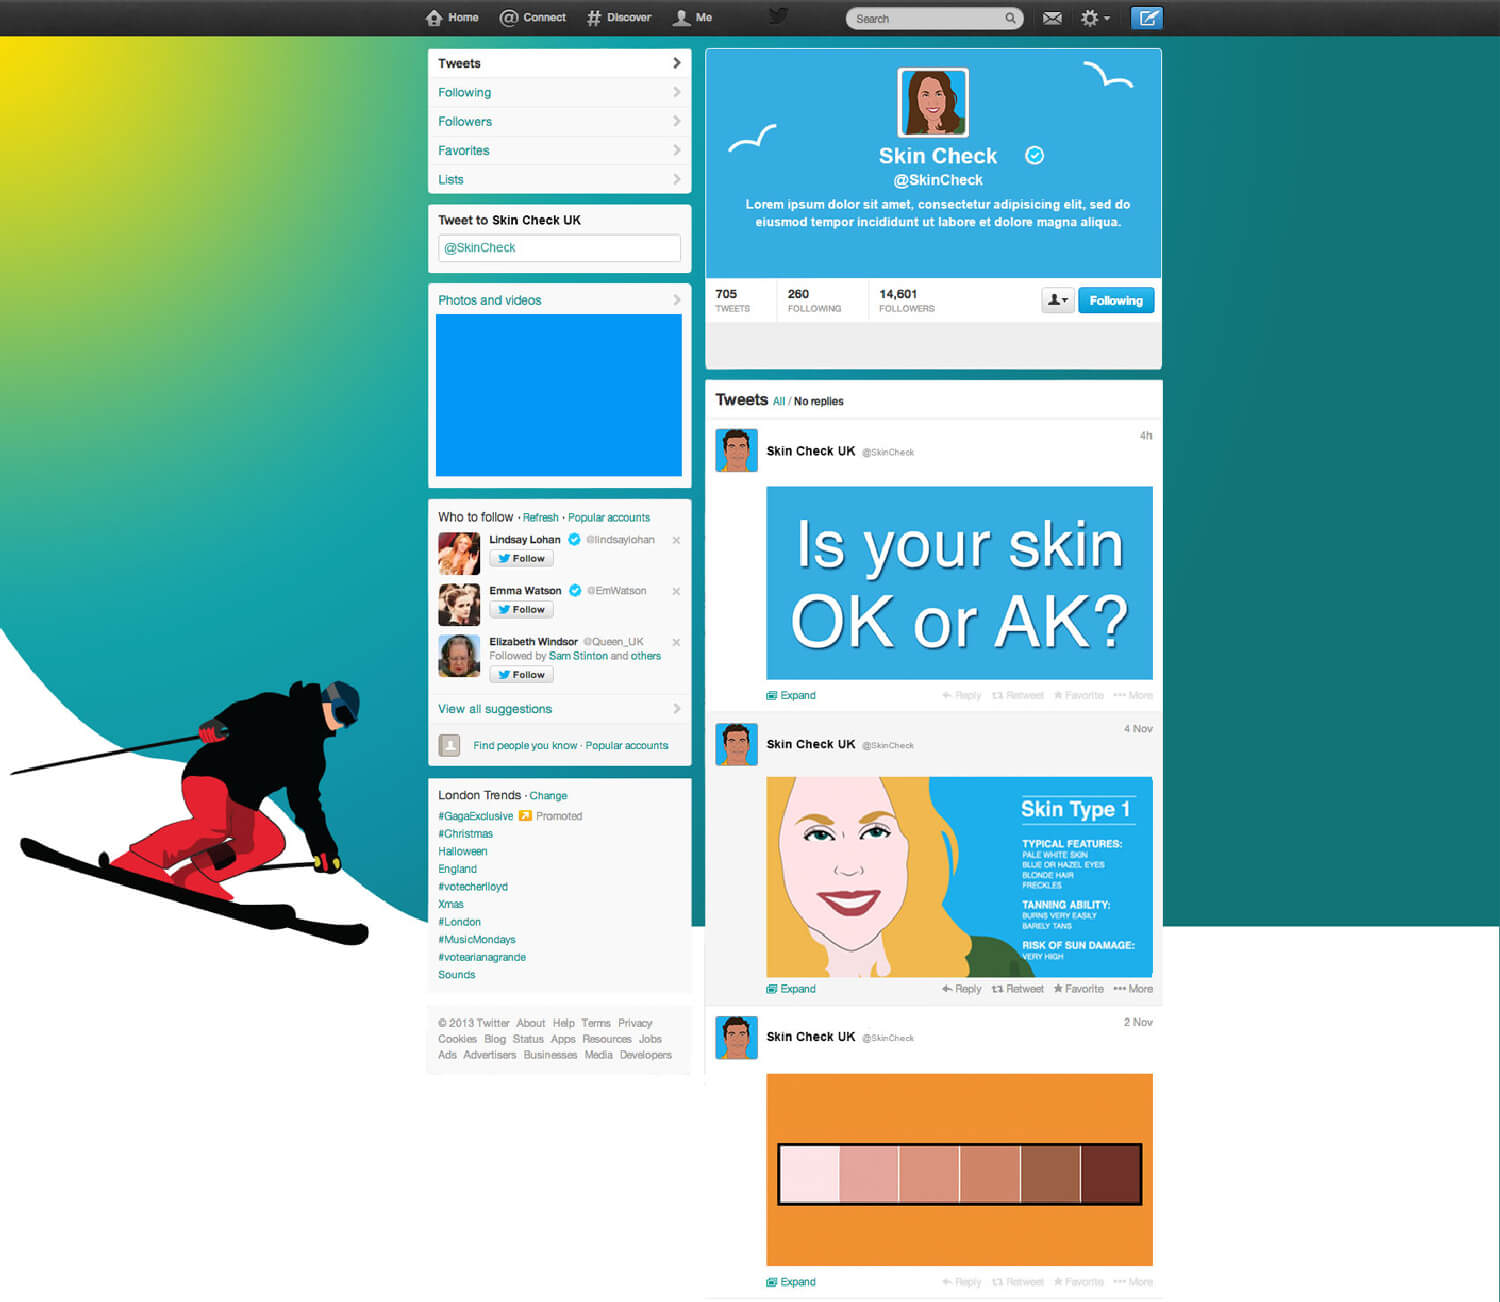 Home Connect Discover Me Search
Tweets
Following
Followers
Favorites
Lists
Tweet to Skin Check UK
@SkinCheck
Photos and videos
Who to follow · Refresh · Popular accounts
Lindsay Lohan @lindsaylohan ×
Follow
Emma Watson @EmWatson ×
Follow
Elizabeth Windsor @Queen_UK ×
Followed by Sam Stinton and others
Follow
View all suggestions
Find people you know · Popular accounts
London Trends · Change
#GagaExclusive Promoted
#Christmas
Halloween
England
#votecherlloyd
Xmas
#London
#MusicMondays
#votearianagrande
Sounds
© 2013 Twitter About Help Terms Privacy
Cookies Blog Status Apps Resources Jobs
Ads Advertisers Businesses Media Developers
Skin Check
@SkinCheck
Lorem ipsum dolor sit amet, consectetur adipisicing elit, sed do
eiusmod tempor incididunt ut labore et dolore magna aliqua.
705 260 14,601
TWEETS FOLLOWING FOLLOWERS
Following
Tweets All / No replies
4h
Skin Check UK @SkinCheck
Is your skin
OK or AK?
Expand Reply Retweet Favorite More
4 Nov
Skin Check UK @SkinCheck
Skin Type 1
TYPICAL FEATURES:
PALE WHITE SKIN
BLUE OR HAZEL EYES
BLONDE HAIR
FRECKLES
TANNING ABILITY:
BURNS VERY EASILY
BARELY TANS
RISK OF SUN DAMAGE:
VERY HIGH
Expand Reply Retweet Favorite More
2 Nov
Skin Check UK @SkinCheck
Expand Reply Retweet Favorite More